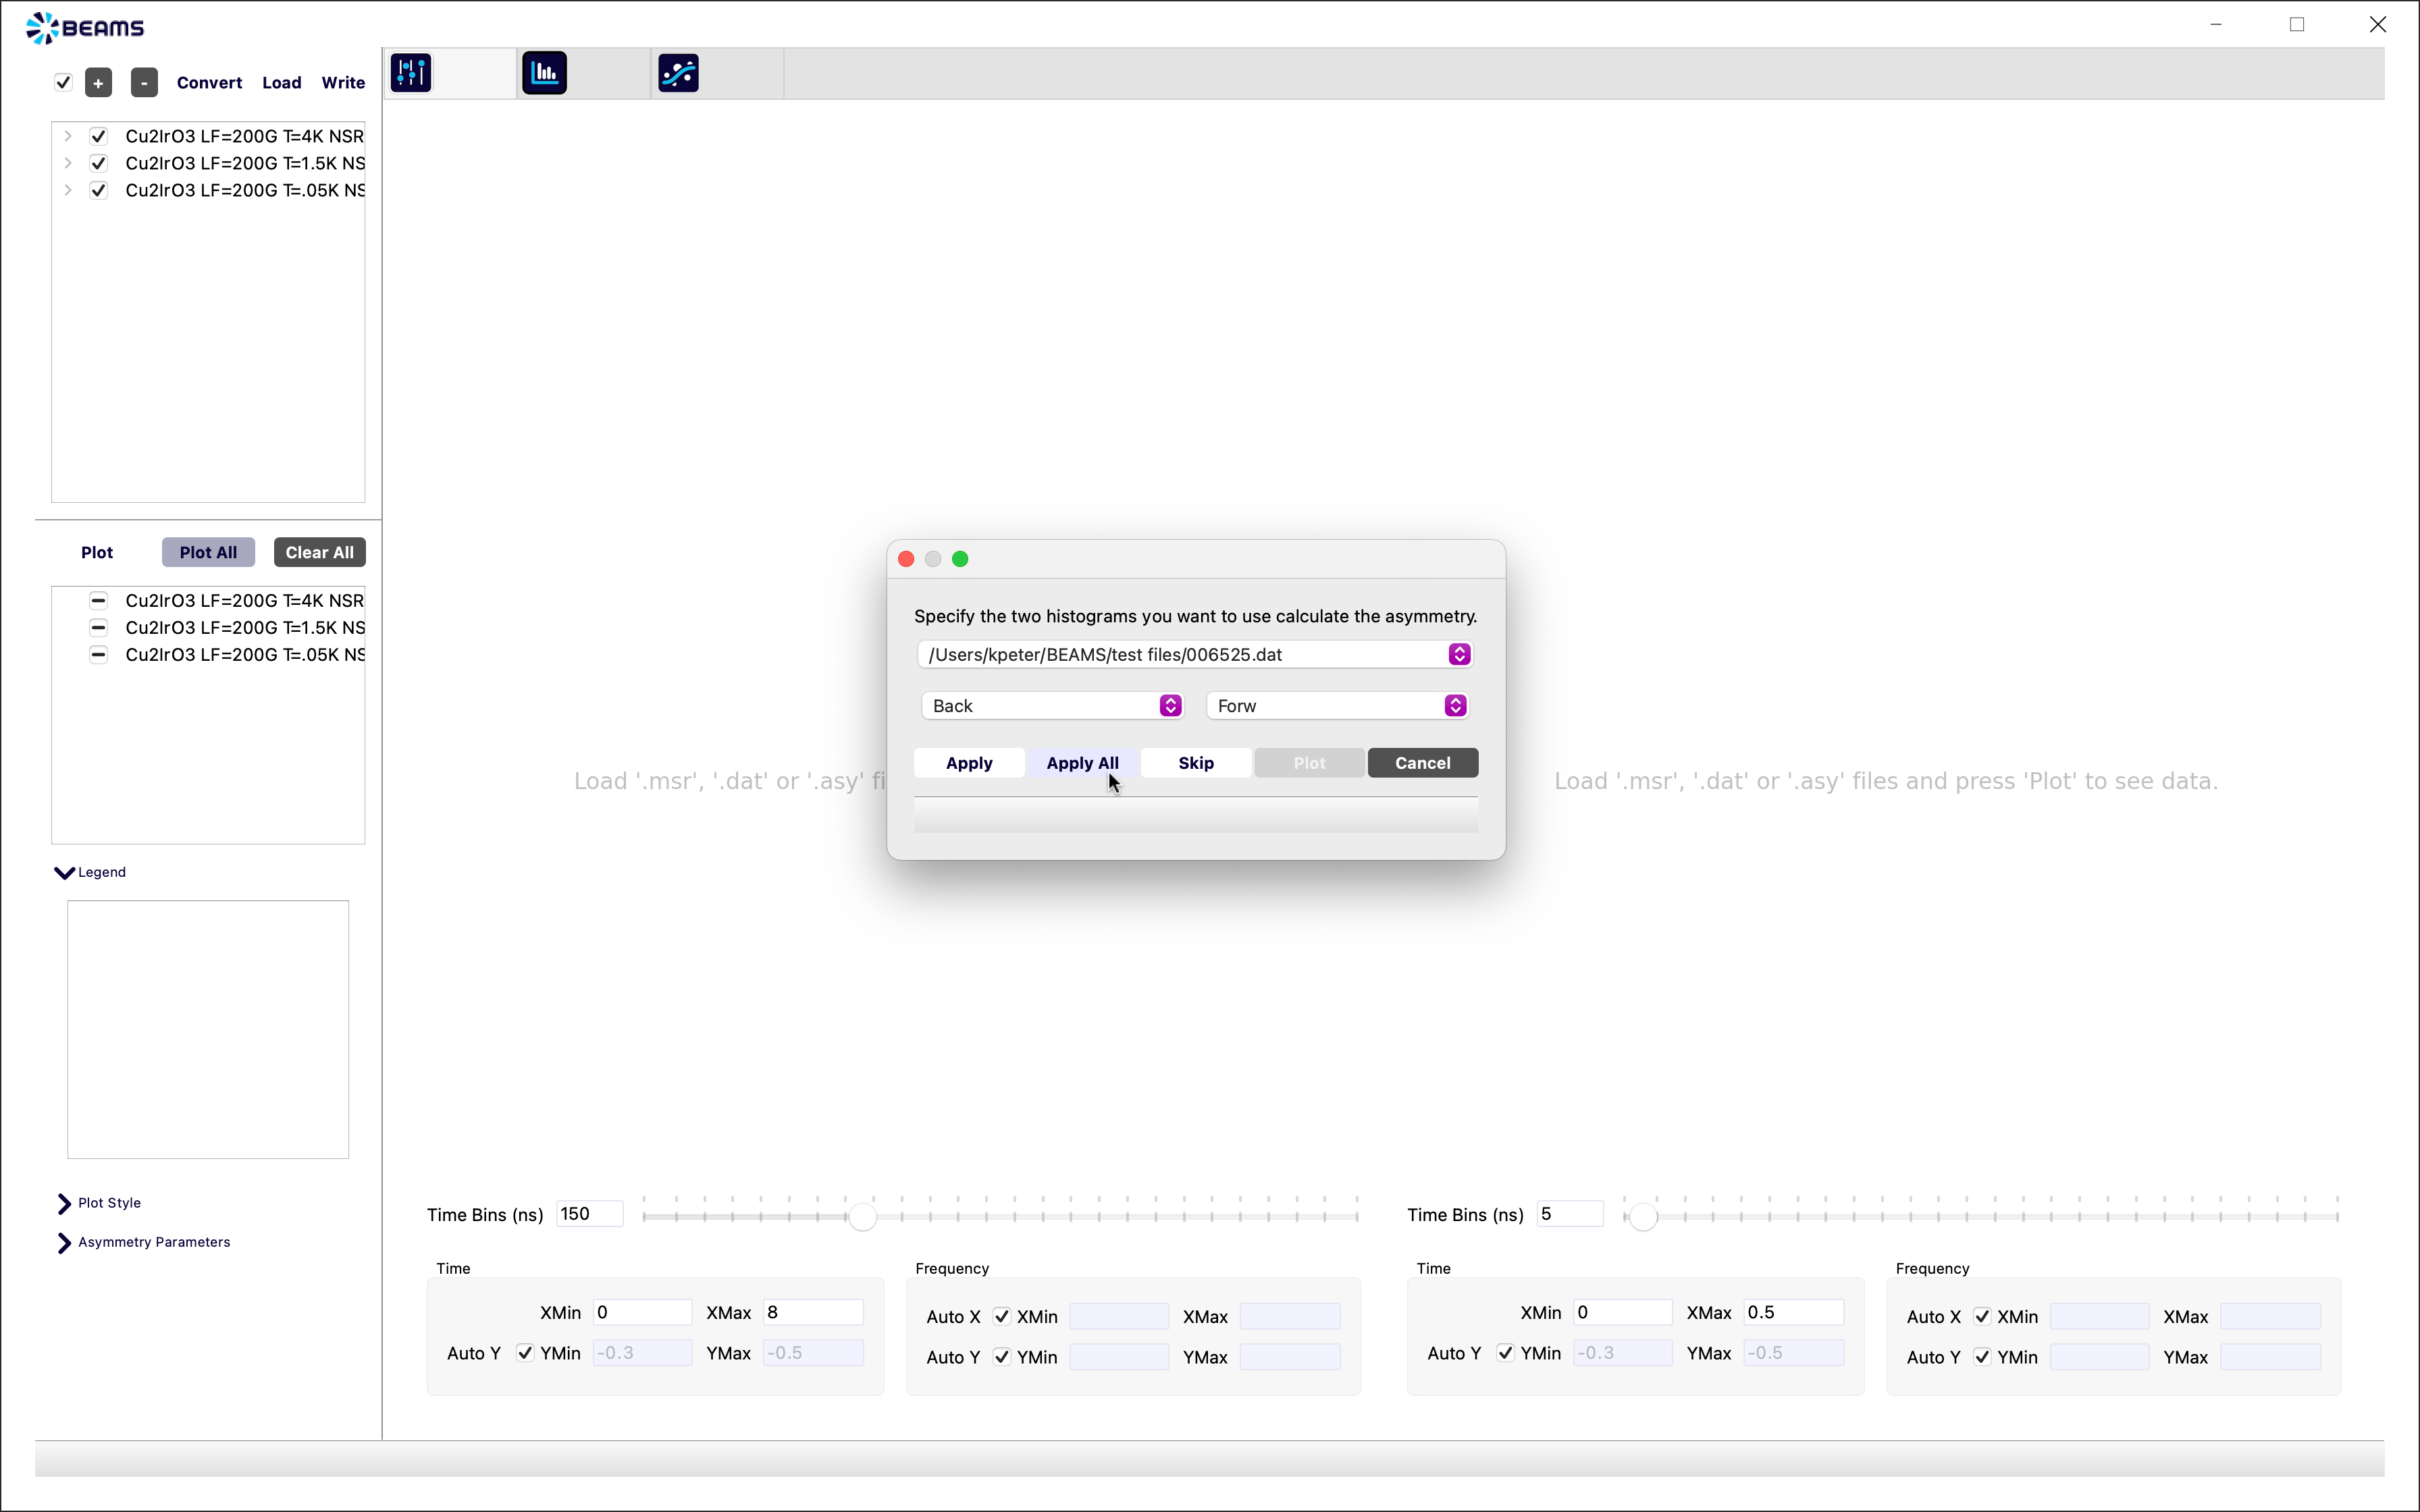 BEAMS
+ - Convert Load Write
Cu2IrO3 LF=200G T=4K NSR
Cu2IrO3 LF=200G T=1.5K NS
Cu2IrO3 LF=200G T=.05K NS
Plot Plot All Clear All
Cu2IrO3 LF=200G T=4K NSR
Cu2IrO3 LF=200G T=1.5K NS
Cu2IrO3 LF=200G T=.05K NS
Legend
Plot Style
Asymmetry Parameters
Specify the two histograms you want to use calculate the asymmetry.
/Users/kpeter/BEAMS/test files/006525.dat
Back Forw
Apply Apply All Skip Plot Cancel
Load '.msr', '.dat' or '.asy' fi
Load '.msr', '.dat' or '.asy' files and press 'Plot' to see data.
Time Bins (ns) 150
Time
XMin 0 XMax 8
Auto Y YMin -0.3 YMax -0.5
Frequency
Auto X XMin XMax
Auto Y YMin YMax
Time Bins (ns) 5
Time
XMin 0 XMax 0.5
Auto Y YMin -0.3 YMax -0.5
Frequency
Auto X XMin XMax
Auto Y YMin YMax